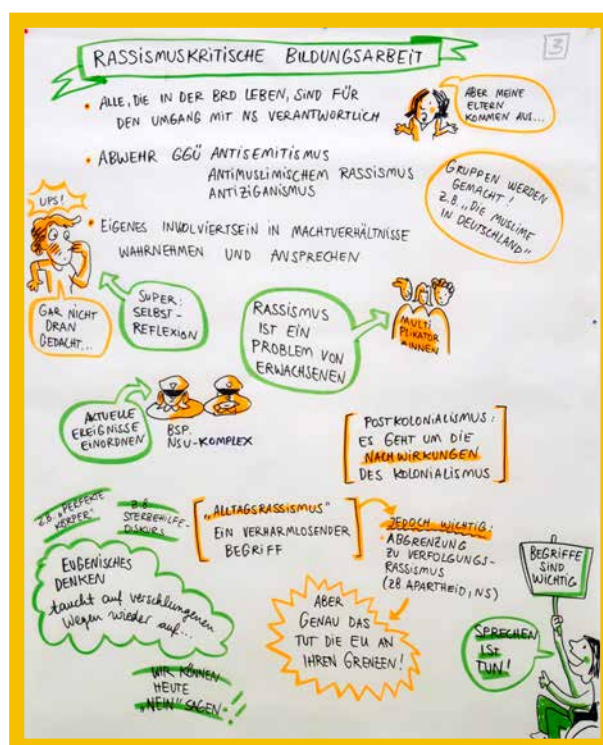 RASSISMUSKRITISCHE BILDUNGSARBEIT
3
• ALLE, DIE IN DER BRD LEBEN, SIND FÜR
DEN UMGANG MIT NS VERANTWORTLICH
ABER MEINE
ELTERN
KOMMEN AUS...
• ABWEHR GGÜ ANTISEMITISMUS
ANTIMUSLIMISCHEM RASSISMUS
ANTIZIGANISMUS
GRUPPEN WERDEN
GEMACHT!
Z.B. „DIE MUSLIME
IN DEUTSCHLAND"
UPS!
• EIGENES INVOLVIERTSEIN IN MACHTVERHÄLTNISSE
WAHRNEHMEN UND ANSPRECHEN
GAR NICHT
DRAN
GEDACHT...
SUPER:
SELBST-
REFLEXION
RASSISMUS
IST EIN
PROBLEM VON
ERWACHSENEN
MULTI
PLIKATOR
*INNEN
AKTUELLE
EREIGNISSE
EINORDNEN
BSP.
NSU-KOMPLEX
POSTKOLONIALISMUS:
ES GEHT UM DIE
NACHWIRKUNGEN
DES KOLONIALISMUS
Z.B. „PERFEKTE
KÖRPER"
Z.B
STERBEHILFE-
DISKURS
EUGENISCHES
DENKEN
taucht auf verschlungenen
Wegen wieder auf...
„ALLTAGSRASSISMUS"
EIN VERHARMLOSENDER
BEGRIFF
JEDOCH WICHTIG:
• ABGRENZUNG
ZU VERFOLGUNGS-
RASSISMUS
(ZB APARTHEID, NS)
ABER
GENAU DAS
TUT DIE EU AN
IHREN GRENZEN!
BEGRIFFE
SIND
WICHTIG
SPRECHEN
IST
TUN!
WIR KÖNNEN
HEUTE
„NEIN" SAGEN!!